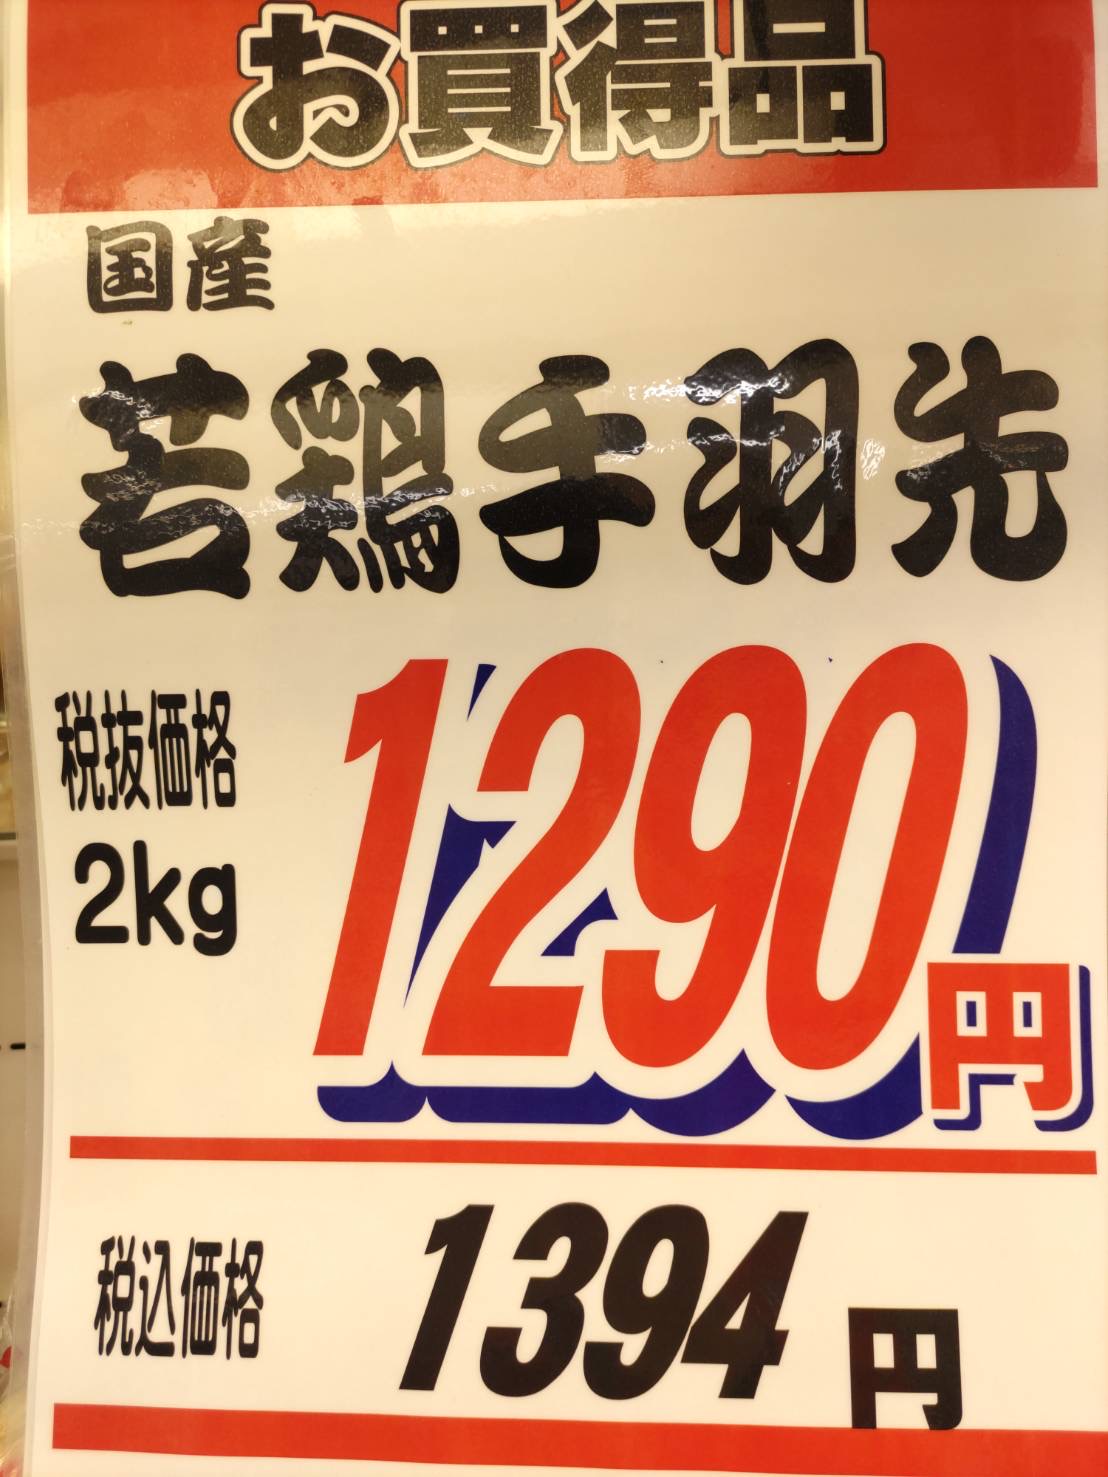 お買得品
国産
若鶏手羽先
税抜価格
2kg
1290円
税込価格
1394円